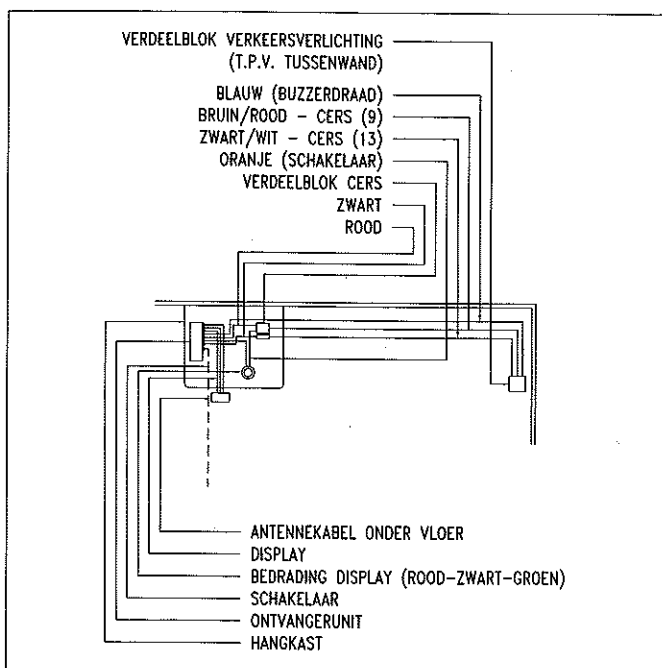 VERDEELBLOK VERKEERSVERLICHTING
(T.P.V. TUSSENWAND)
BLAUW (BUZZERDRAAD)
BRUIN/ROOD - CERS (9)
ZWART/WIT - CERS (13)
ORANJE (SCHAKELAAR)
VERDEELBLOK CERS
ZWART
ROOD
ANTENNEKABEL ONDER VLOER
DISPLAY
BEDRADING DISPLAY (ROOD-ZWART-GROEN)
SCHAKELAAR
ONTVANGERUNIT
HANGKAST